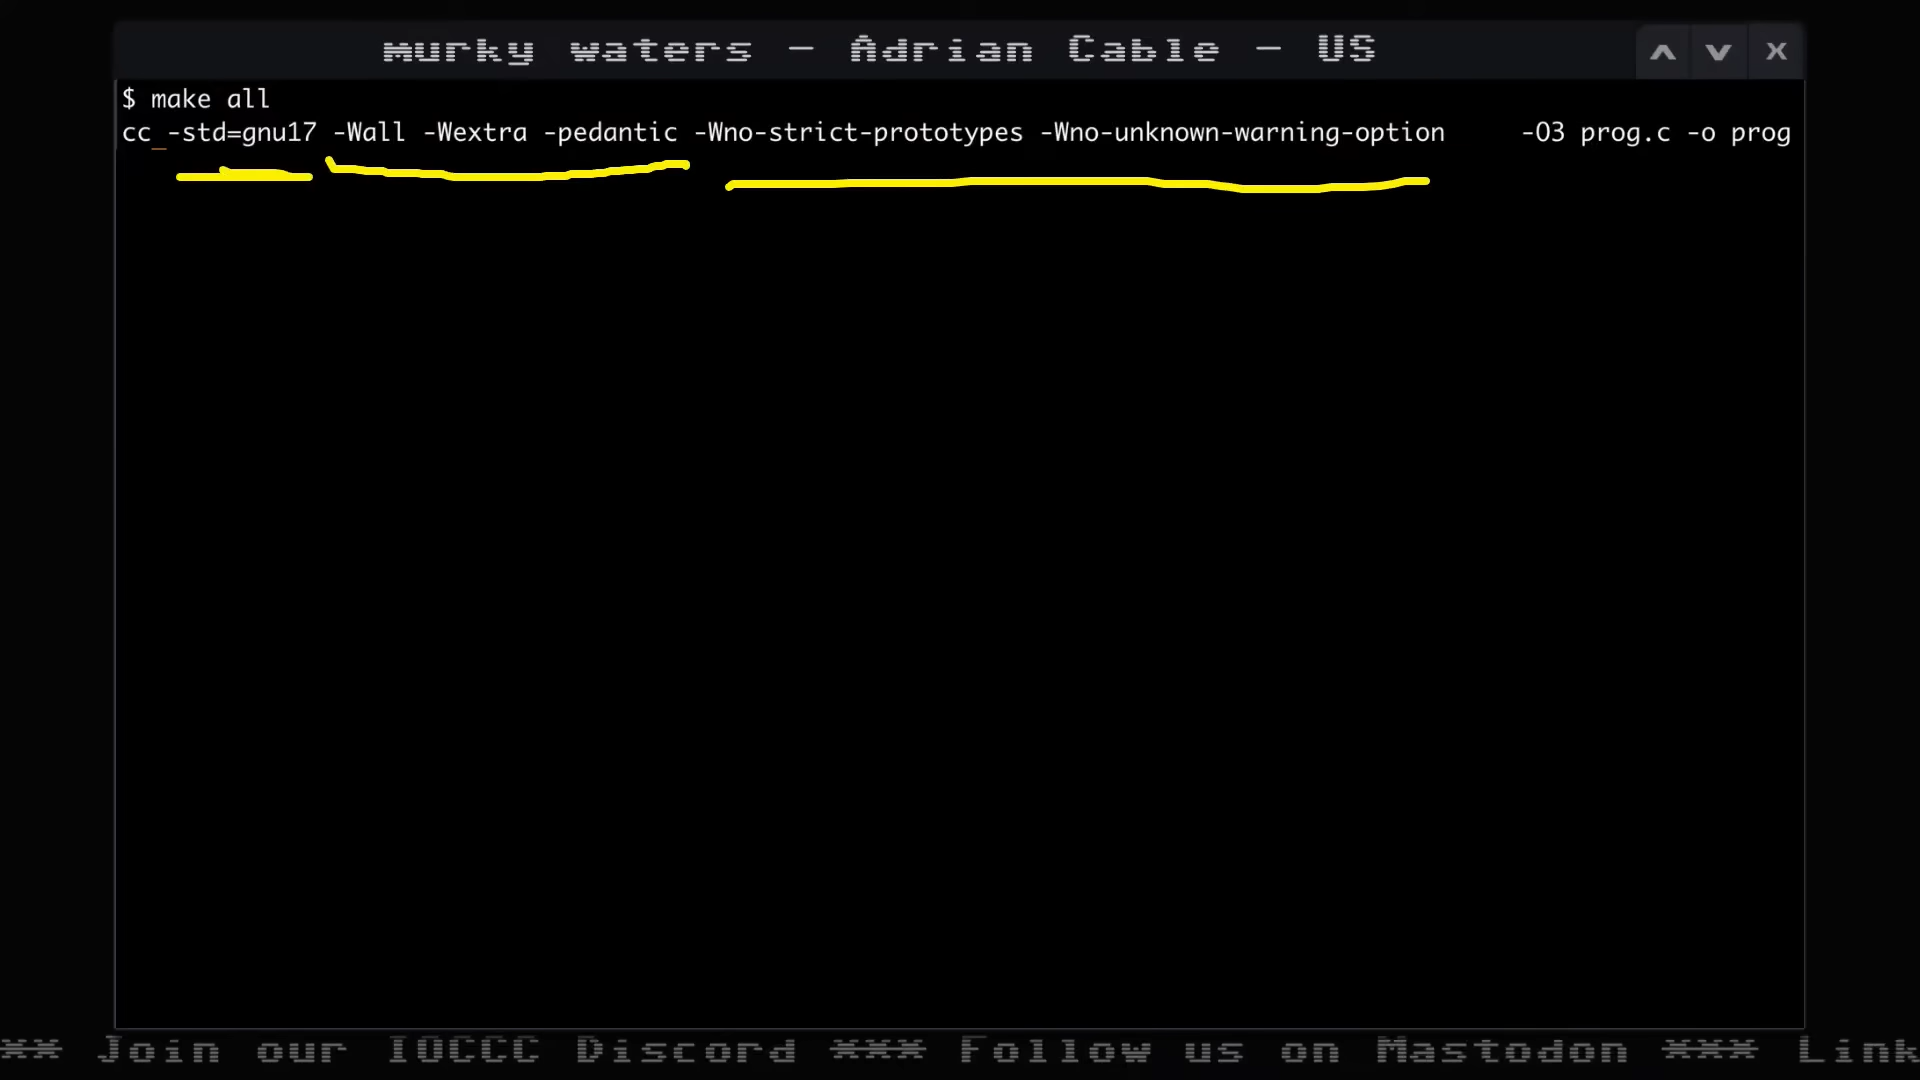 murky waters - Adrian Cable - US
$ make all
cc -std=gnu17 -Wall -Wextra -pedantic -Wno-strict-prototypes -Wno-unknown-warning-option     -O3 prog.c -o prog
** Join our IOCCC Discord *** Follow us on Mastodon *** Link